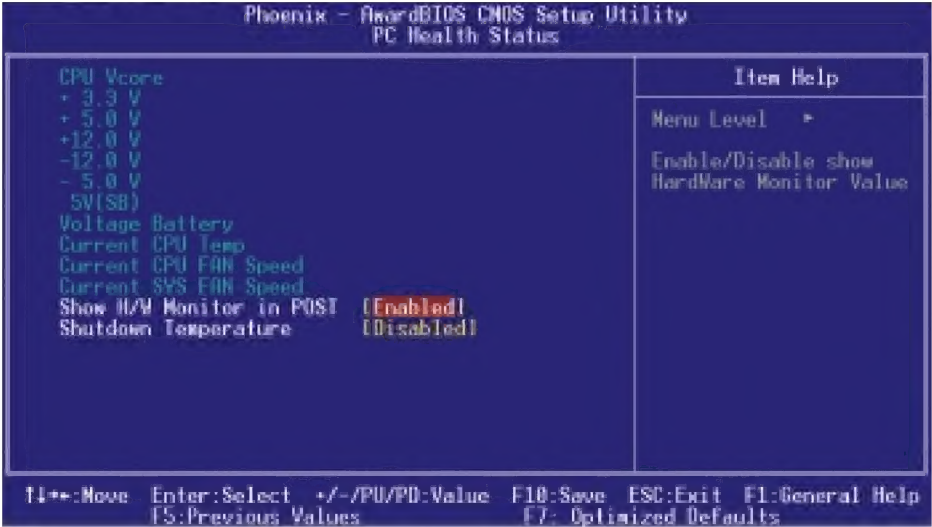 Phoenix - AwardBIOS CMOS Setup Utility
PC Health Status
CPU Vcore
+ 3.3 V
+ 5.0 V
+12.0 V
-12.0 V
- 5.0 V
5V(SB)
Voltage Battery
Current CPU Temp
Current CPU FAN Speed
Current SYS FAN Speed
Show H/W Monitor in POST [Enabled]
Shutdown Temperature [Disabled]
Item Help
Menu Level ►
Enable/Disable show
HardWare Monitor Value
↑↓→←:Move Enter:Select +/-/PU/PD:Value F10:Save ESC:Exit F1:General Help
F5:Previous Values F7: Optimized Defaults